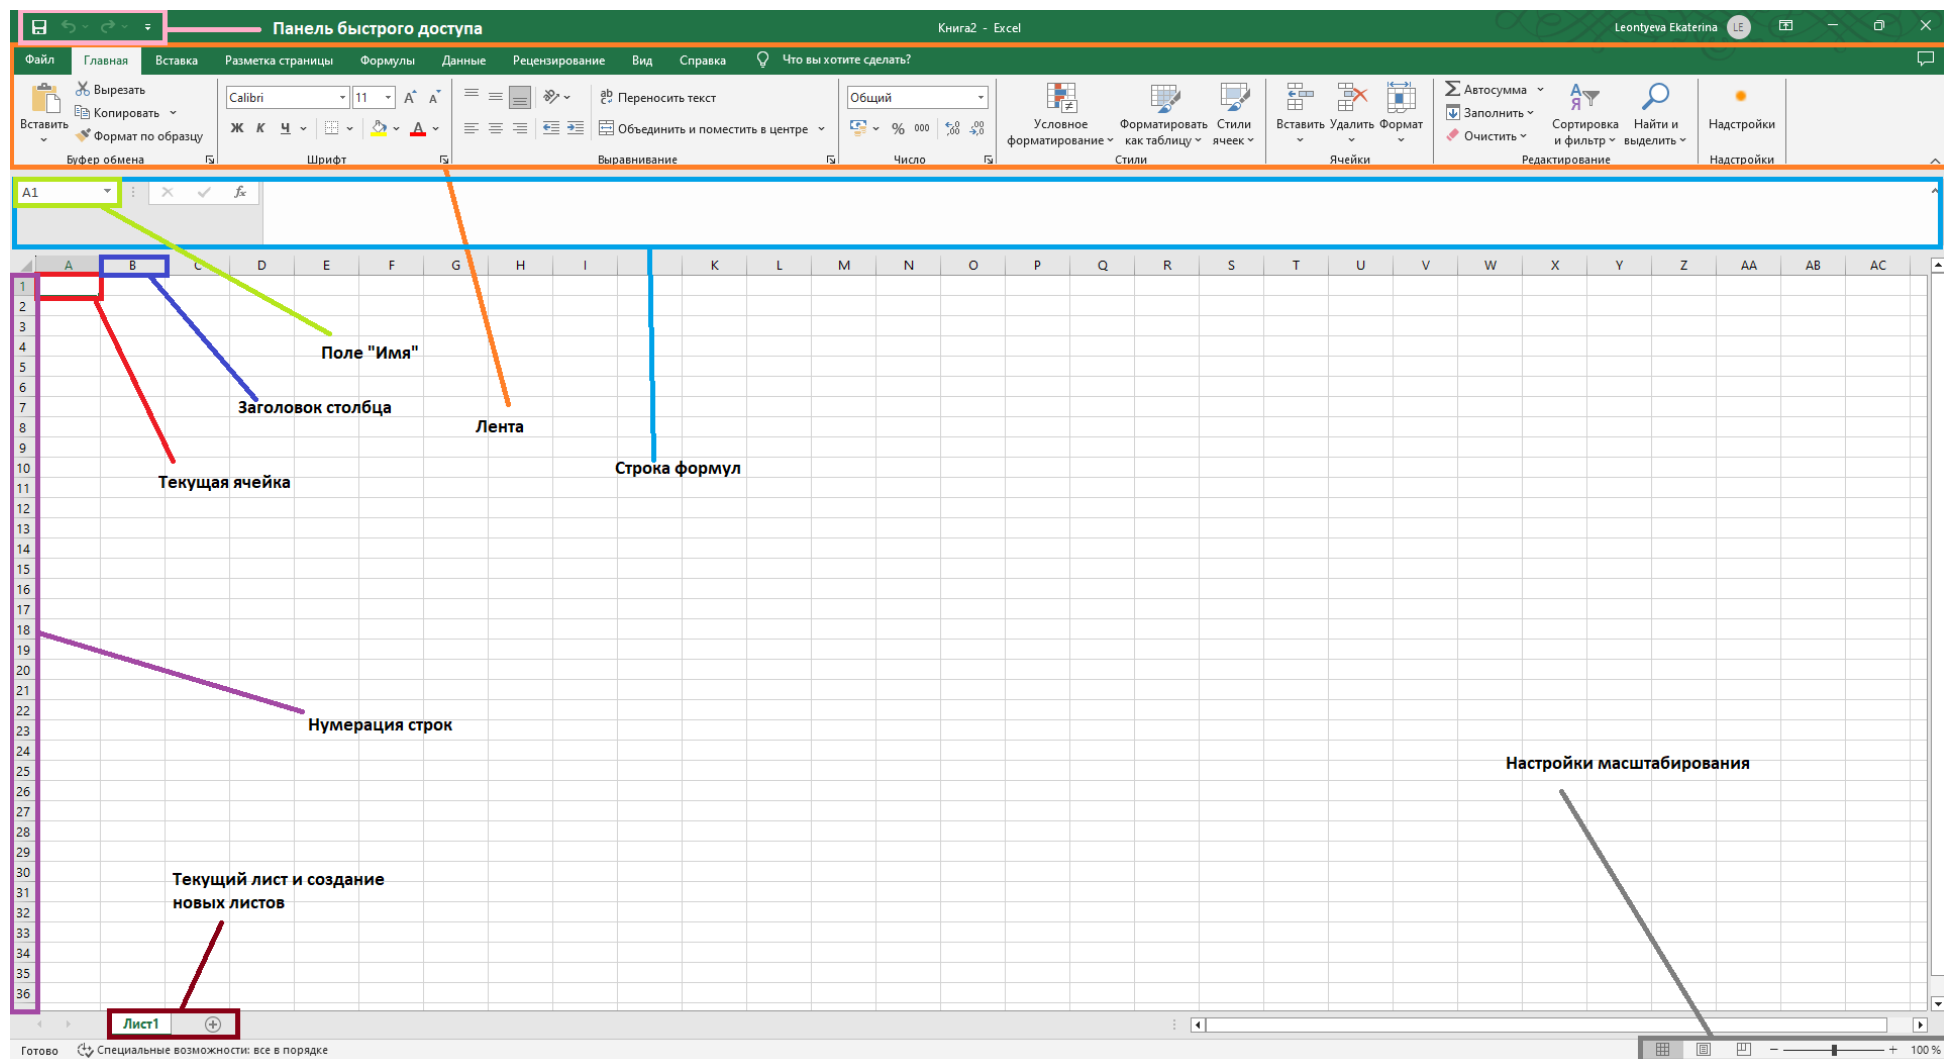 Панель быстрого доступа
Книга2 - Excel
Leontyeva Ekaterina LE
Файл Главная Вставка Разметка страницы Формулы Данные Рецензирование Вид Справка Что вы хотите сделать?
Вставить
Вырезать
Копировать
Формат по образцу
Буфер обмена
Calibri 11
Ж К Ч
Шрифт
Переносить текст
Объединить и поместить в центре
Выравнивание
Общий
% 000
Число
Условное форматирование
Форматировать как таблицу
Стили ячеек
Стили
Вставить Удалить Формат
Ячейки
Автосумма
Заполнить
Очистить
Сортировка и фильтр
Найти и выделить
Редактирование
Надстройки
Надстройки
A1
fx
A B C D E F G H I K L M N O P Q R S T U V W X Y Z AA AB AC
1
2
3
4
Поле "Имя"
5
6
7
Заголовок столбца
8
Лента
9
10
Строка формул
11
Текущая ячейка
12
13
14
15
16
17
18
19
20
21
22
23
Нумерация строк
24
25
Настройки масштабирования
26
27
28
29
30
31
Текущий лист и создание
новых листов
32
33
34
35
36
Лист1
Готово Специальные возможности: все в порядке
100 %